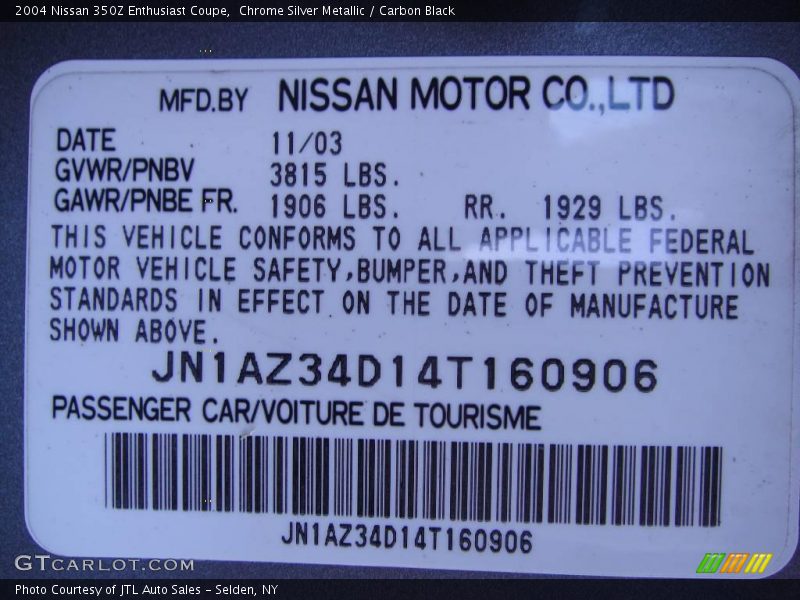 2004 Nissan 350Z Enthusiast Coupe,  Chrome Silver Metallic / Carbon Black
MFD.BY NISSAN MOTOR CO.,LTD
DATE 11/03
GVWR/PNBV 3815 LBS.
GAWR/PNBE FR. 1906 LBS. RR. 1929 LBS.
THIS VEHICLE CONFORMS TO ALL APPLICABLE FEDERAL
MOTOR VEHICLE SAFETY,BUMPER,AND THEFT PREVENTION
STANDARDS IN EFFECT ON THE DATE OF MANUFACTURE
SHOWN ABOVE.
JN1AZ34D14T160906
PASSENGER CAR/VOITURE DE TOURISME
JN1AZ34D14T160906
GTCARLOT.COM
Photo Courtesy of JTL Auto Sales - Selden, NY